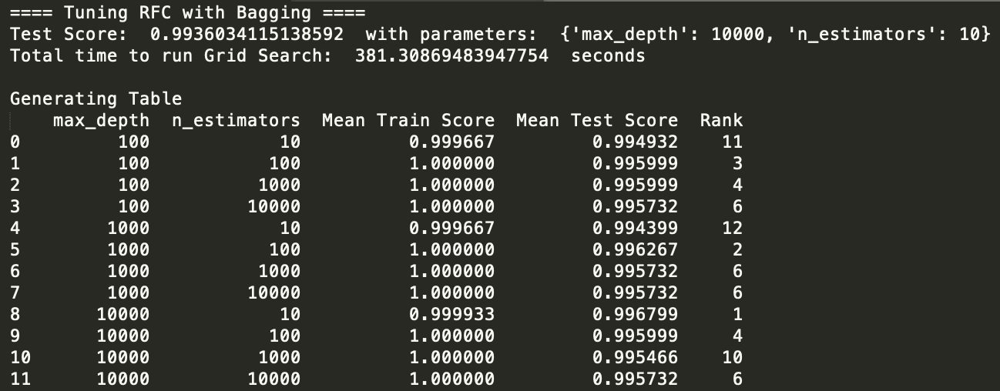 ==== Tuning RFC with Bagging ====
Test Score:  0.9936034115138592  with parameters:  {'max_depth': 10000, 'n_estimators': 10}
Total time to run Grid Search:  381.30869483947754  seconds

Generating Table
    max_depth  n_estimators  Mean Train Score  Mean Test Score  Rank
0         100            10          0.999667         0.994932    11
1         100           100          1.000000         0.995999     3
2         100          1000          1.000000         0.995999     4
3         100         10000          1.000000         0.995732     6
4        1000            10          0.999667         0.994399    12
5        1000           100          1.000000         0.996267     2
6        1000          1000          1.000000         0.995732     6
7        1000         10000          1.000000         0.995732     6
8       10000            10          0.999933         0.996799     1
9       10000           100          1.000000         0.995999     4
10      10000          1000          1.000000         0.995466    10
11      10000         10000          1.000000         0.995732     6